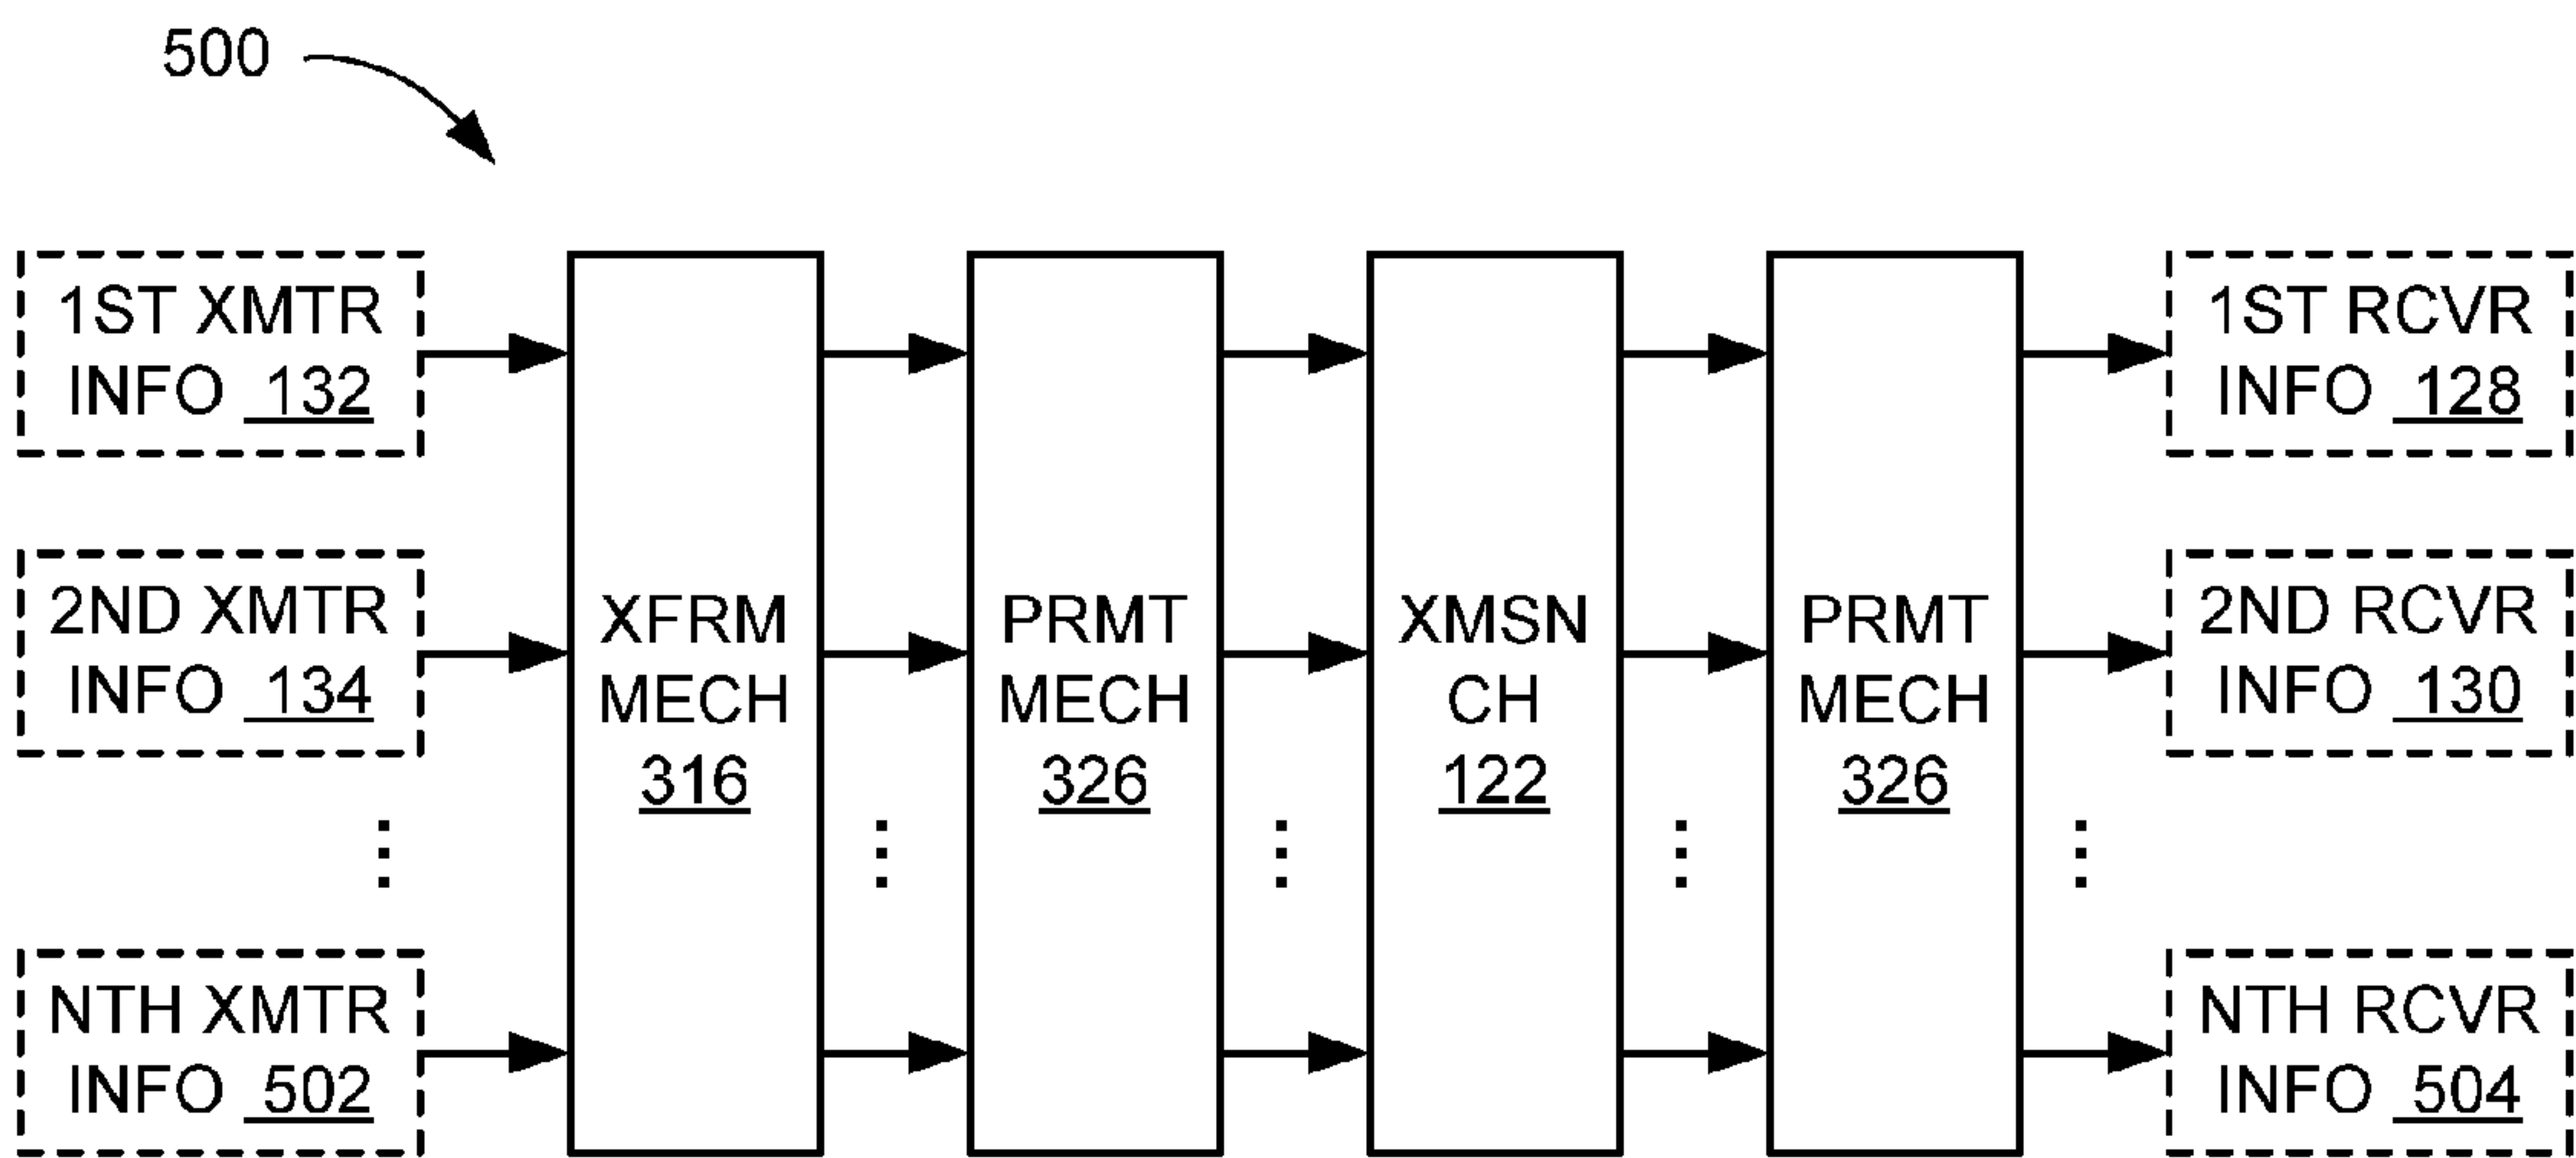 500
1ST XMTR
INFO 132
2ND XMTR
INFO 134
NTH XMTR
INFO 502
XFRM
MECH
316
PRMT
MECH
326
XMSN
CH
122
PRMT
MECH
326
1ST RCVR
INFO 128
2ND RCVR
INFO 130
NTH RCVR
INFO 504